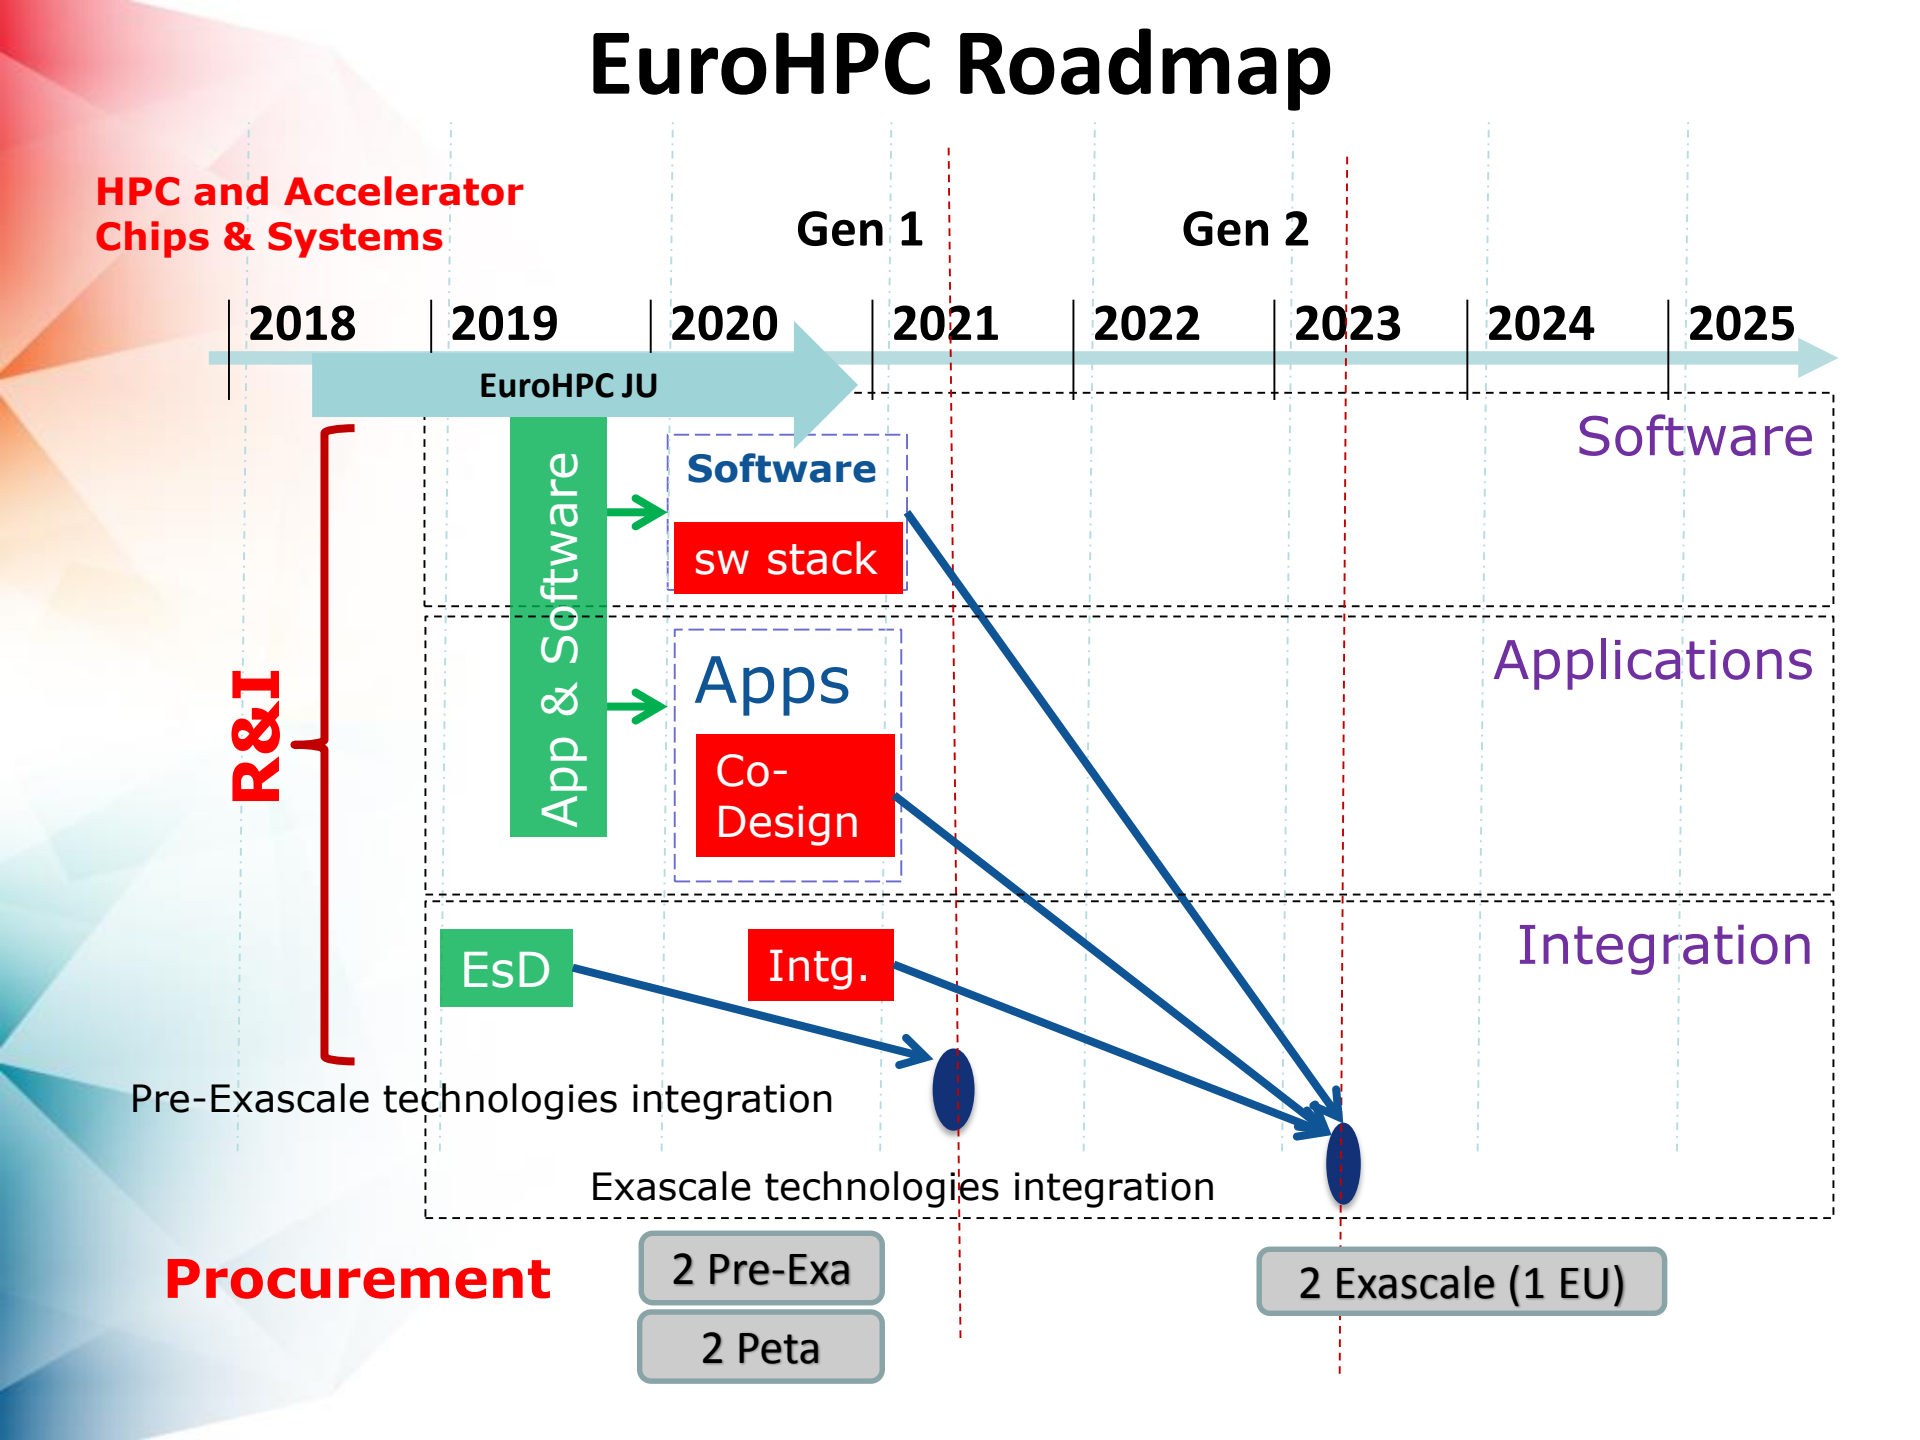 EuroHPC Roadmap
HPC and Accelerator
Chips & Systems
Gen 1
Gen 2
2018
2019
2020
2021
2022
2023
2024
2025
EuroHPC JU
Software
App & Software
Software
sw stack
Applications
Apps
Co-
Design
R&I
Integration
EsD
Intg.
Pre-Exascale technologies integration
Exascale technologies integration
Procurement
2 Pre-Exa
2 Exascale (1 EU)
2 Peta